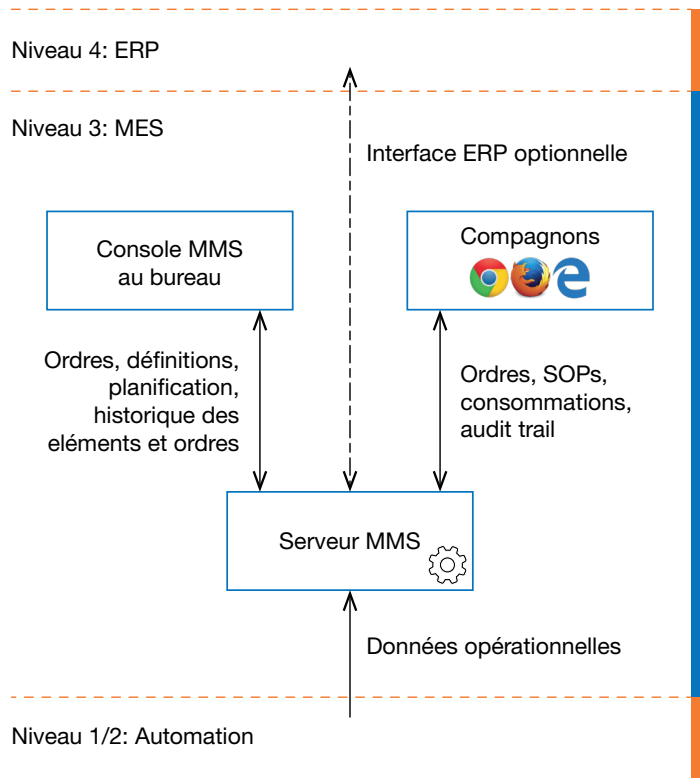 Niveau 4: ERP
Niveau 3: MES
Interface ERP optionnelle
Console MMS
au bureau
Compagnons
Ordres, définitions,
planification,
historique des
eléments et ordres
Ordres, SOPs,
consommations,
audit trail
Serveur MMS
Données opérationnelles
Niveau 1/2: Automation